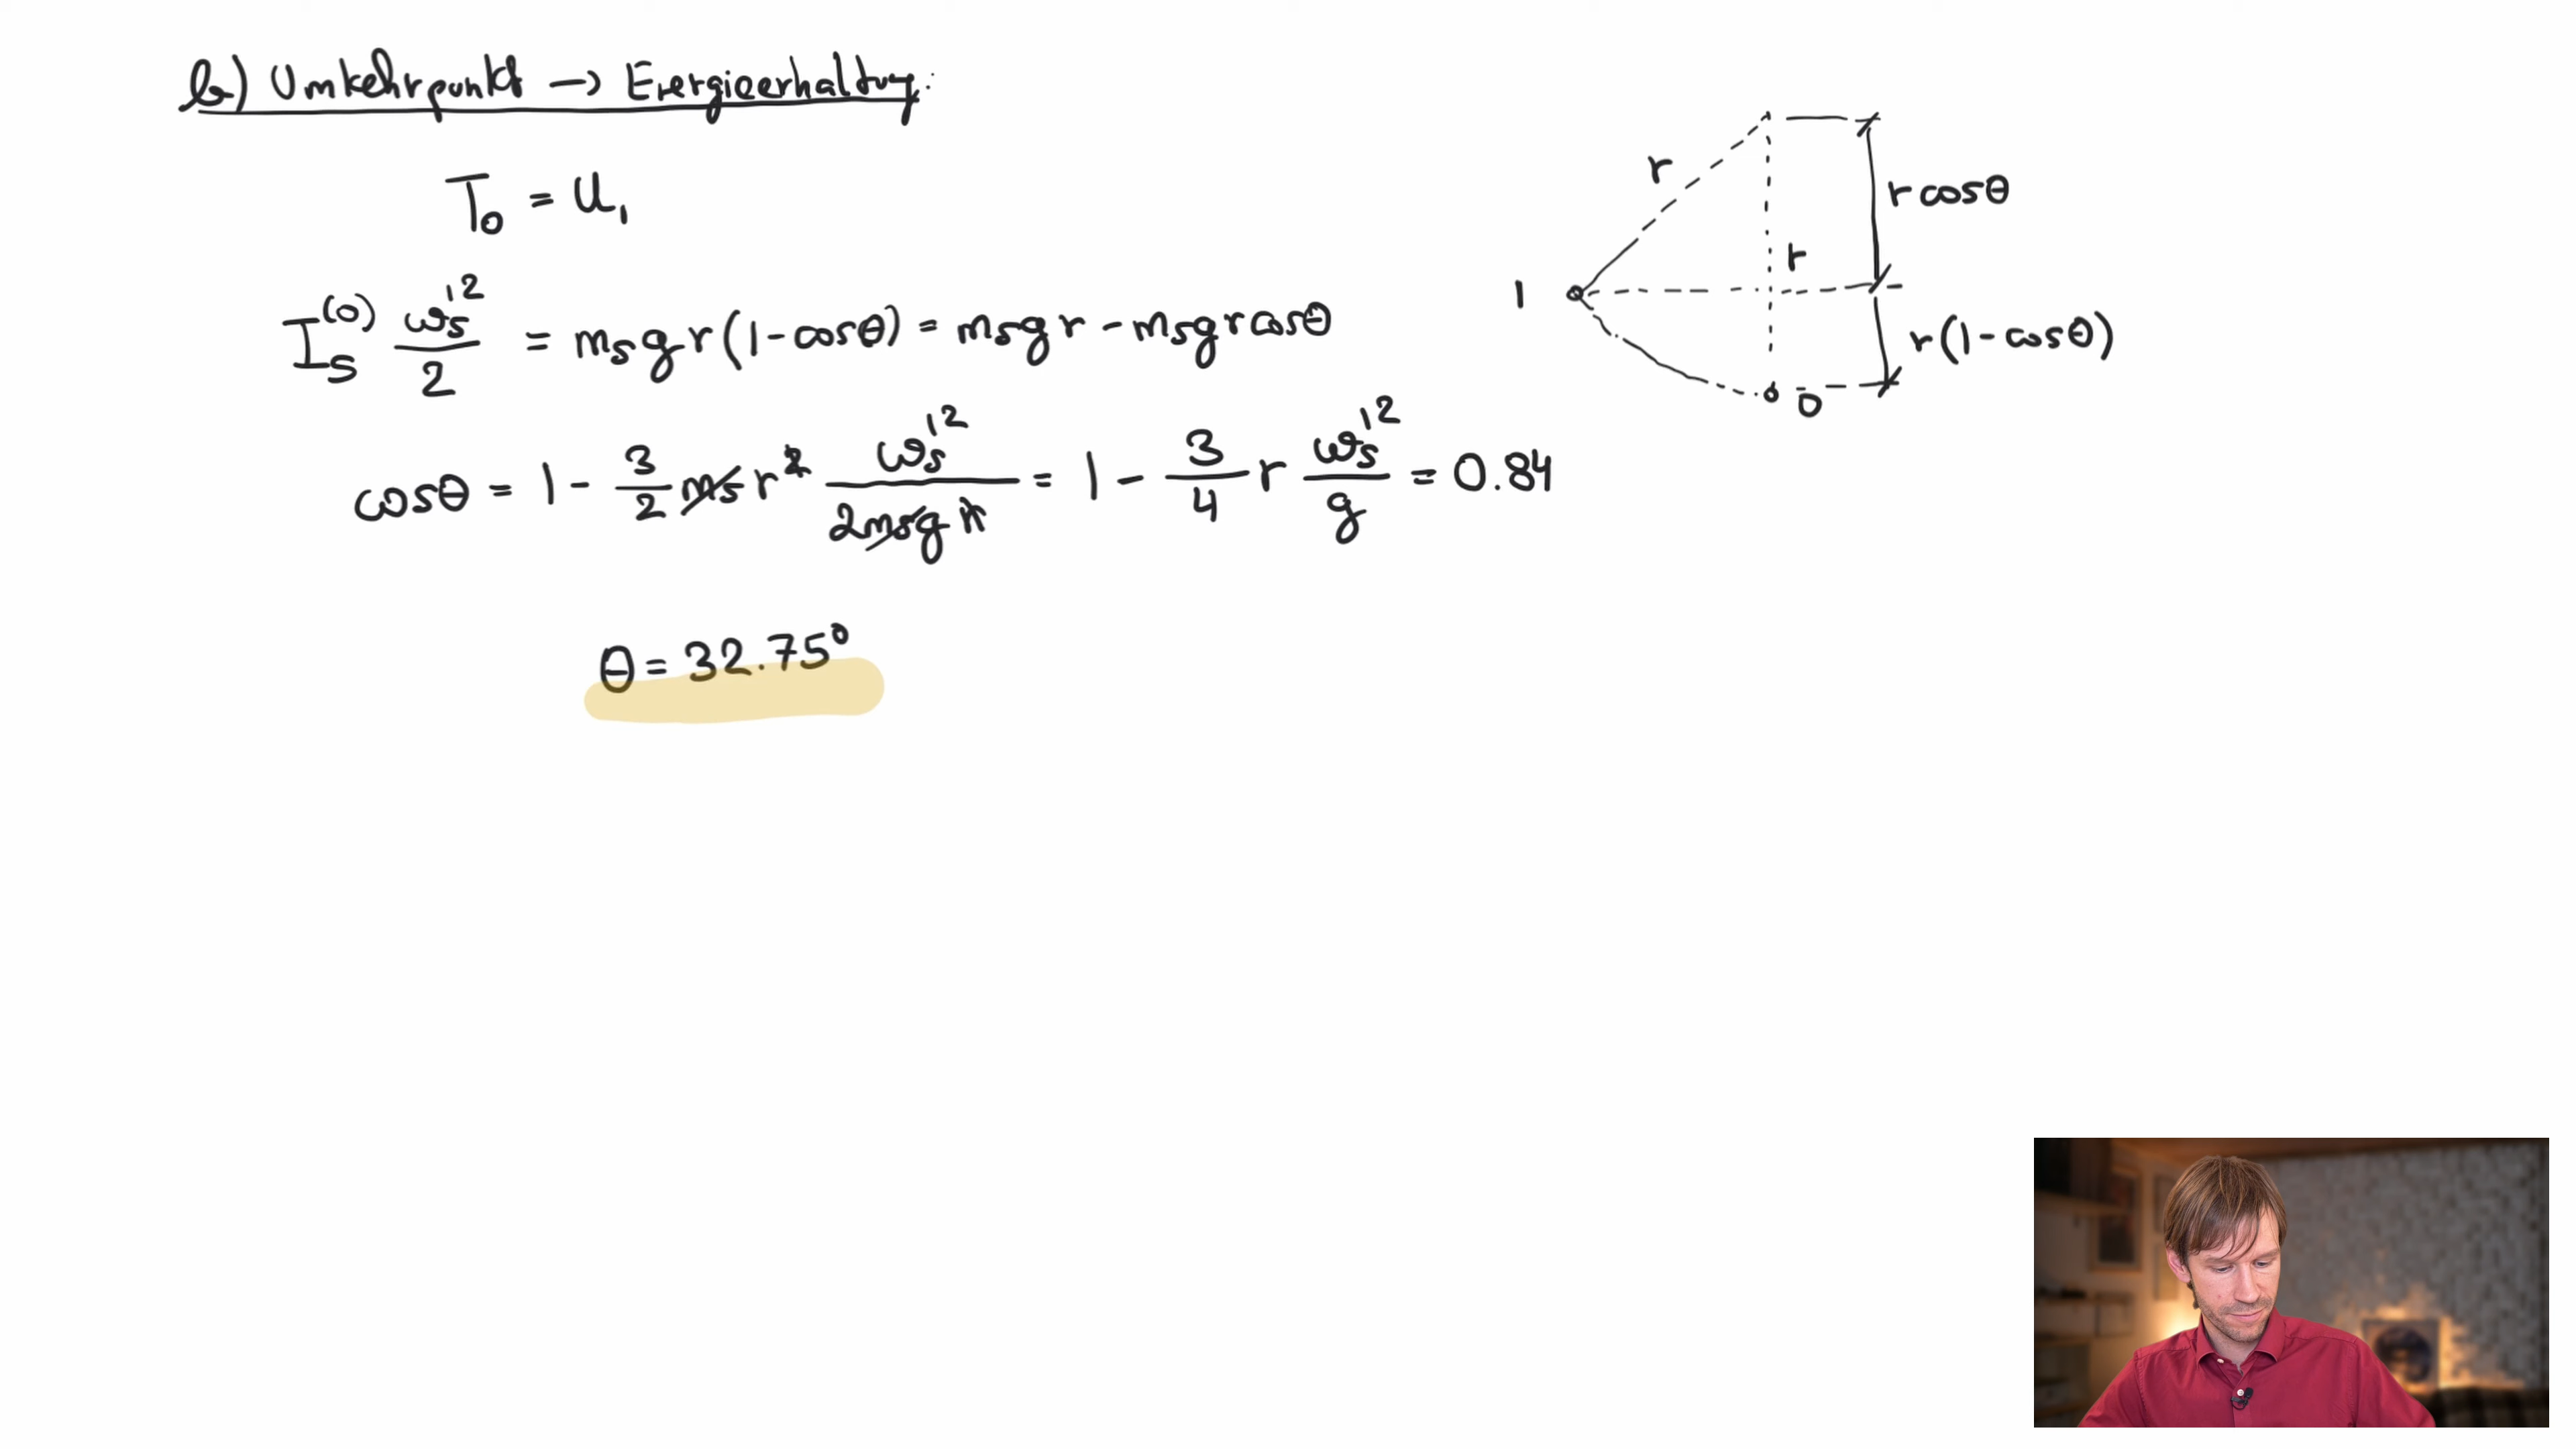 b) Umkehrpunkt → Energieerhaltung:
T₀ = U₁
I_S^(0) ω_S'²/2 = m_S g r (1 - cosθ) = m_S g r - m_S g r cosθ
cosθ = 1 - 3/2 m_S r² ω_S'²/(2 m_S g r) = 1 - 3/4 r ω_S'²/g = 0.84
θ = 32.75°
r
r cosθ
r
1
r(1 - cosθ)
0